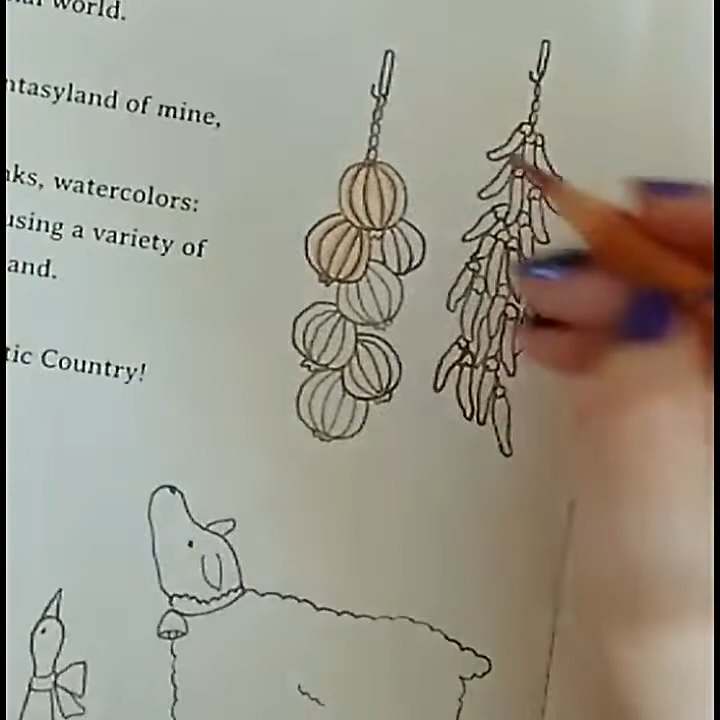 world.
ntasyland of mine,
ks, watercolors:
using a variety of
and.
tic Country!